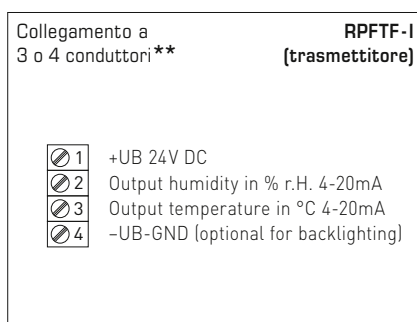 Collegamento a RPFTF-I
3 o 4 conduttori** (trasmettitore)
1 +UB 24V DC
2 Output humidity in % r.H. 4-20mA
3 Output temperature in °C 4-20mA
4 –UB-GND (optional for backlighting)